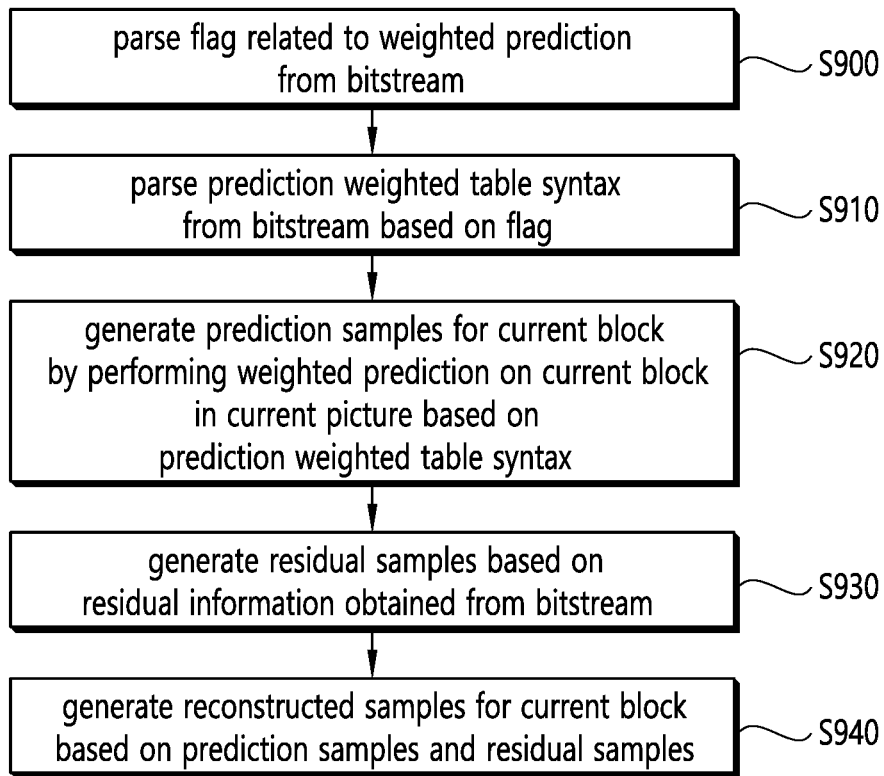 parse flag related to weighted prediction
from bitstream
S900
parse prediction weighted table syntax
from bitstream based on flag
S910
generate prediction samples for current block
by performing weighted prediction on current block
in current picture based on
prediction weighted table syntax
S920
generate residual samples based on
residual information obtained from bitstream
S930
generate reconstructed samples for current block
based on prediction samples and residual samples
S940